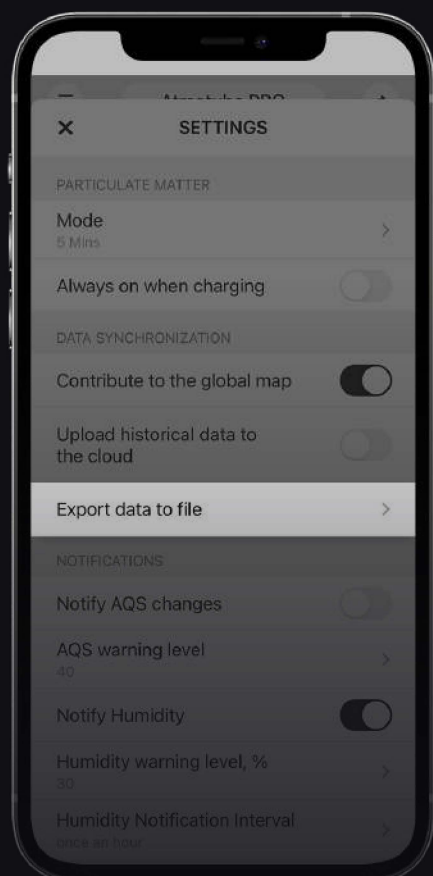 Atmotube PRO
SETTINGS
PARTICULATE MATTER
Mode
5 Mins
Always on when charging
DATA SYNCHRONIZATION
Contribute to the global map
Upload historical data to
the cloud
Export data to file
NOTIFICATIONS
Notify AQS changes
AQS warning level
40
Notify Humidity
Humidity warning level, %
30
Humidity Notification Interval
once an hour